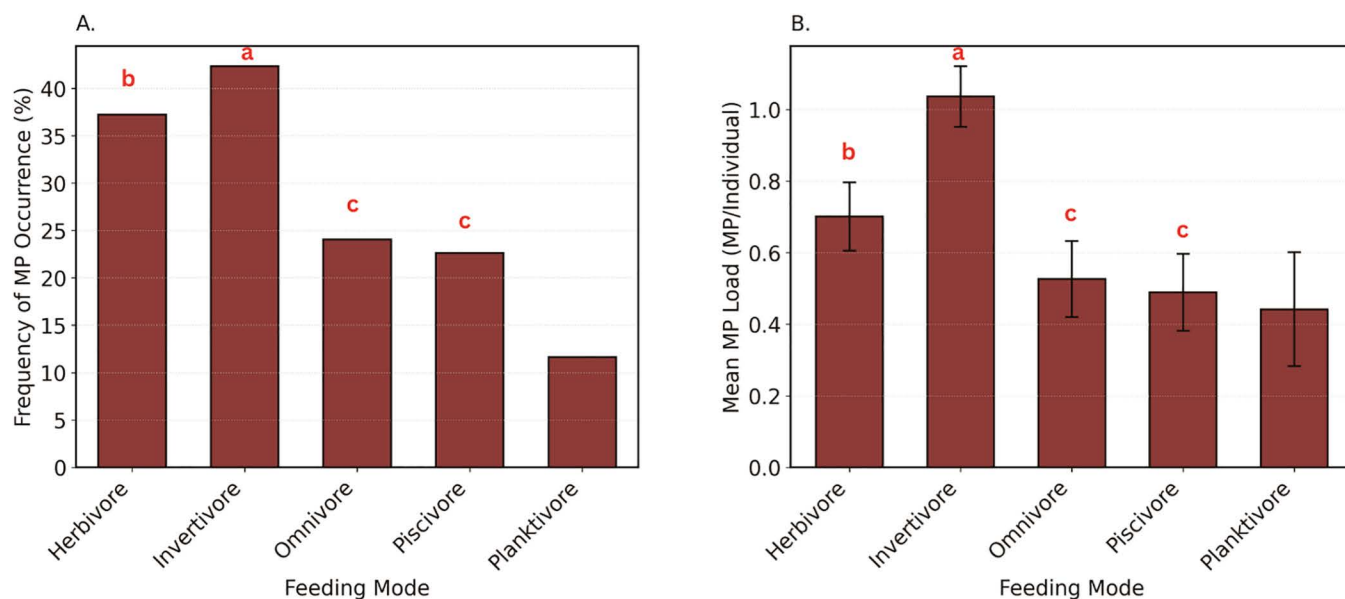 A.
Frequency of MP Occurrence (%)
40
35
30
25
20
15
10
5
0
b
a
c
c
Herbivore
Invertivore
Omnivore
Piscivore
Planktivore
Feeding Mode
B.
Mean MP Load (MP/Individual)
1.0
0.8
0.6
0.4
0.2
0.0
b
a
c
c
Herbivore
Invertivore
Omnivore
Piscivore
Planktivore
Feeding Mode